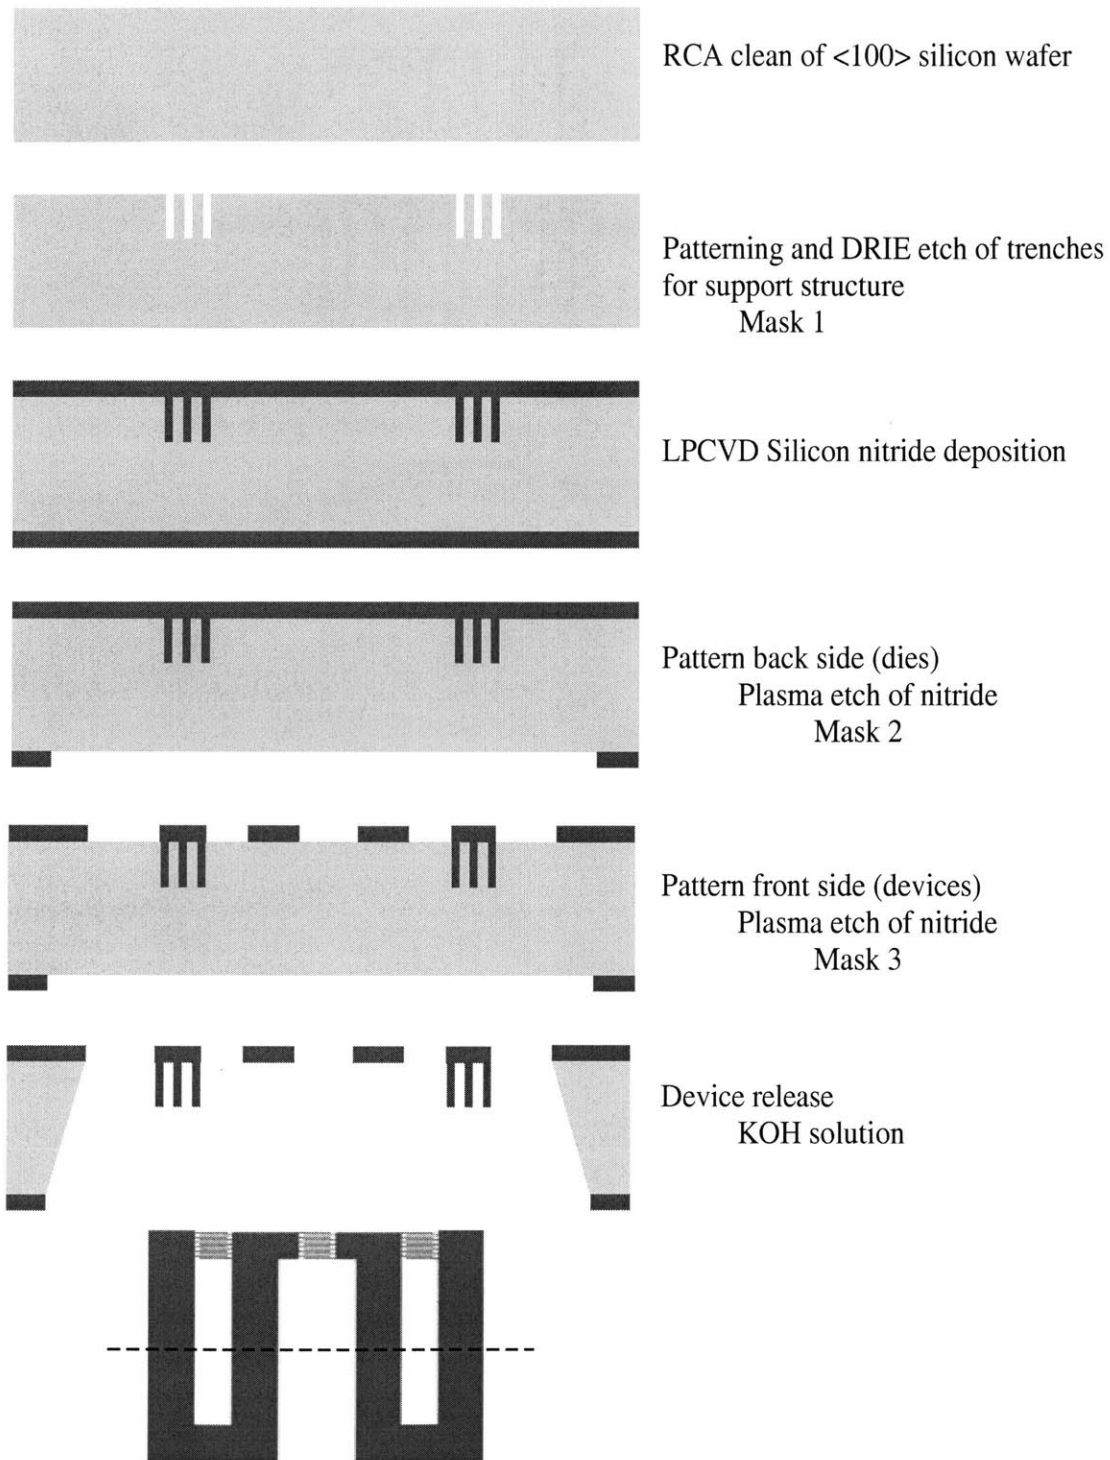 RCA clean of <100> silicon wafer
Patterning and DRIE etch of trenches
for support structure
Mask 1
LPCVD Silicon nitride deposition
Pattern back side (dies)
Plasma etch of nitride
Mask 2
Pattern front side (devices)
Plasma etch of nitride
Mask 3
Device release
KOH solution